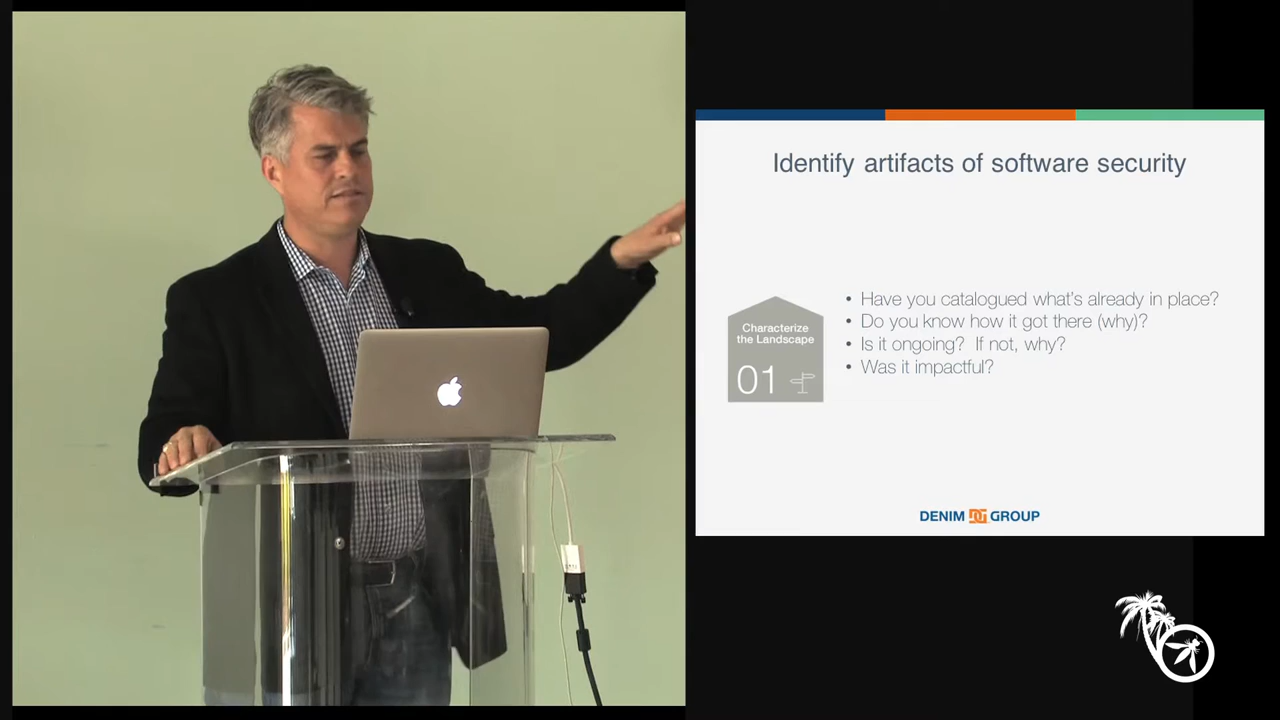 Identify artifacts of software security
Characterize
the Landscape
01
• Have you catalogued what's already in place?
• Do you know how it got there (why)?
• Is it ongoing?  If not, why?
• Was it impactful?
DENIM DG GROUP